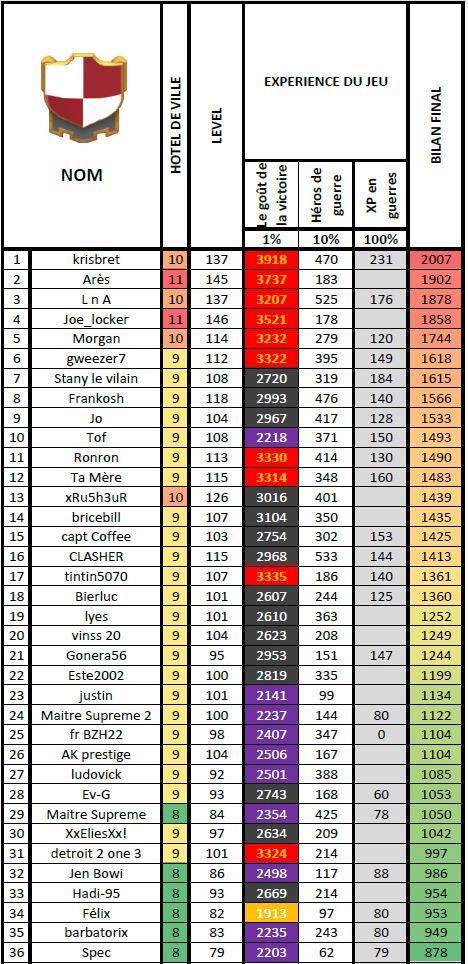 NOM
HOTEL DE VILLE
LEVEL
EXPERIENCE DU JEU
Le goût de la victoire
Héros de guerre
XP en guerres
BILAN FINAL
1% 10% 100%
1 krisbret 10 137 3918 470 231 2007
2 Arès 11 145 3737 183 1902
3 L n A 10 137 3207 525 176 1878
4 Joe_locker 11 146 3521 178 1858
5 Morgan 10 114 3232 279 120 1744
6 gweezer7 9 112 3322 395 149 1618
7 Stany le vilain 9 108 2720 319 184 1615
8 Frankosh 9 118 2993 476 140 1566
9 Jo 9 104 2967 417 128 1533
10 Tof 9 108 2218 371 150 1493
11 Ronron 9 113 3330 414 130 1490
12 Ta Mère 9 115 3314 348 160 1483
13 xRu5h3uR 10 126 3016 401 1439
14 bricebill 9 107 3104 350 1435
15 capt Coffee 9 103 2754 302 153 1425
16 CLASHER 9 115 2968 533 144 1413
17 tintin5070 9 107 3335 186 140 1361
18 Bierluc 9 101 2607 244 125 1360
19 lyes 9 101 2610 363 1252
20 vinss 20 9 104 2623 208 1249
21 Gonera56 9 95 2953 151 147 1244
22 Este2002 9 100 2819 335 1199
23 justin 9 101 2141 99 1134
24 Maitre Supreme 2 9 100 2237 144 80 1122
25 fr BZH22 9 98 2407 347 0 1104
26 AK prestige 9 104 2506 167 1104
27 ludovick 9 92 2501 388 1085
28 Ev-G 9 93 2743 168 60 1053
29 Maitre Supreme 8 84 2354 425 78 1050
30 XxEliesXx! 9 97 2634 209 1042
31 detroit 2 one 3 9 101 3324 214 997
32 Jen Bowi 8 86 2498 117 88 986
33 Hadi-95 8 93 2669 214 954
34 Félix 8 82 1913 97 80 953
35 barbatorix 8 83 2235 243 80 949
36 Spec 8 79 2203 62 79 878